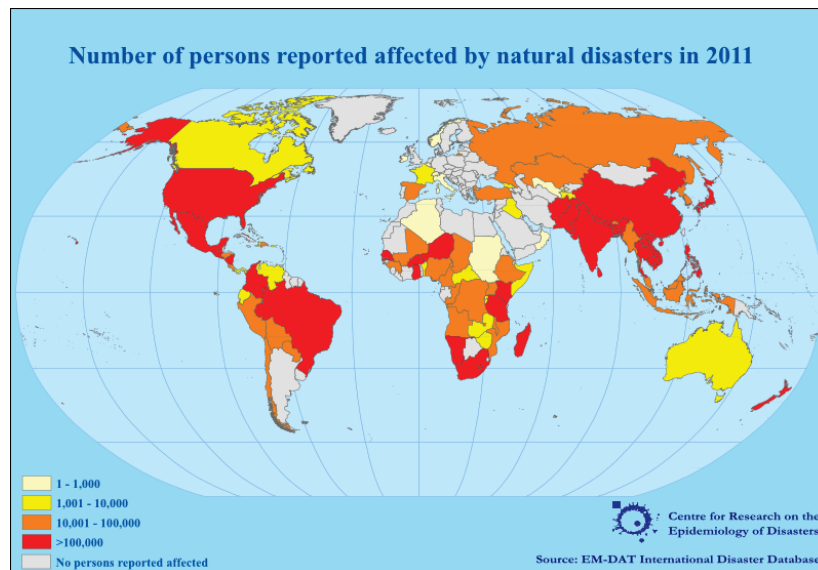 Number of persons reported affected by natural disasters in 2011
1 - 1,000
1,001 - 10,000
10,001 - 100,000
>100,000
No persons reported affected
Centre for Research on the
Epidemiology of Disasters
Source: EM-DAT International Disaster Database